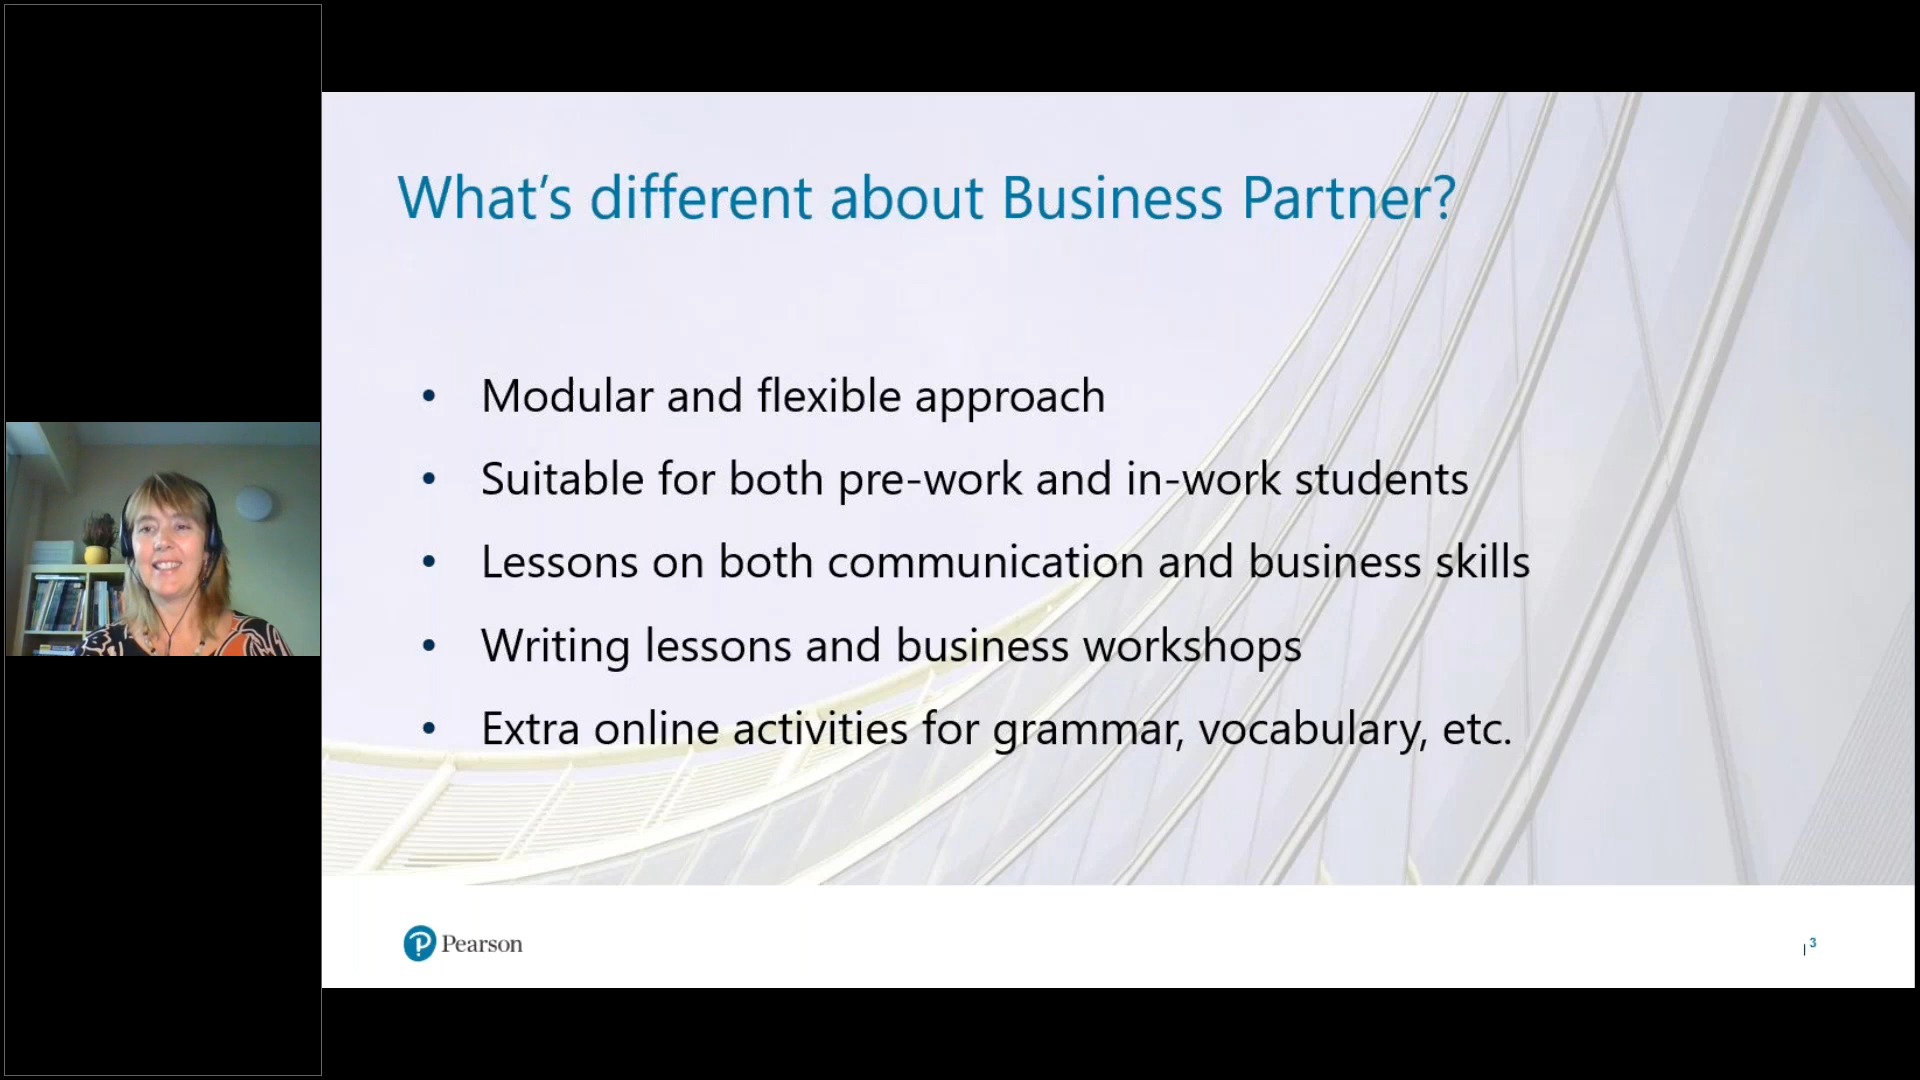 What's different about Business Partner?
• Modular and flexible approach
• Suitable for both pre-work and in-work students
• Lessons on both communication and business skills
• Writing lessons and business workshops
• Extra online activities for grammar, vocabulary, etc.
Pearson
| 3